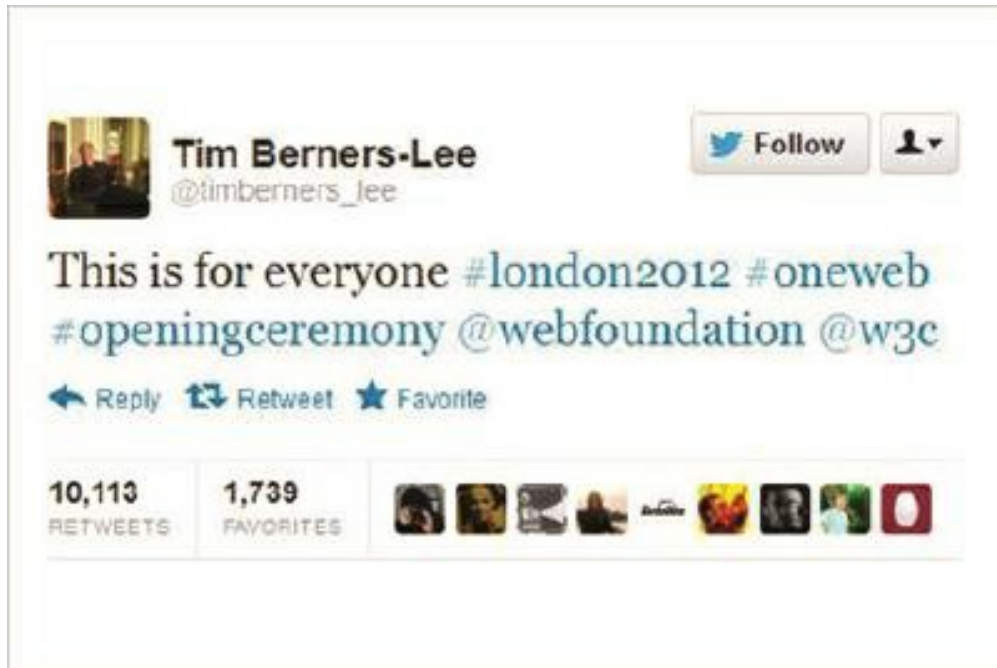 Tim Berners-Lee
@timberners_lee
Follow
This is for everyone #london2012 #oneweb
#openingceremony @webfoundation @w3c
Reply Retweet Favorite
10,113 1,739
RETWEETS FAVORITES